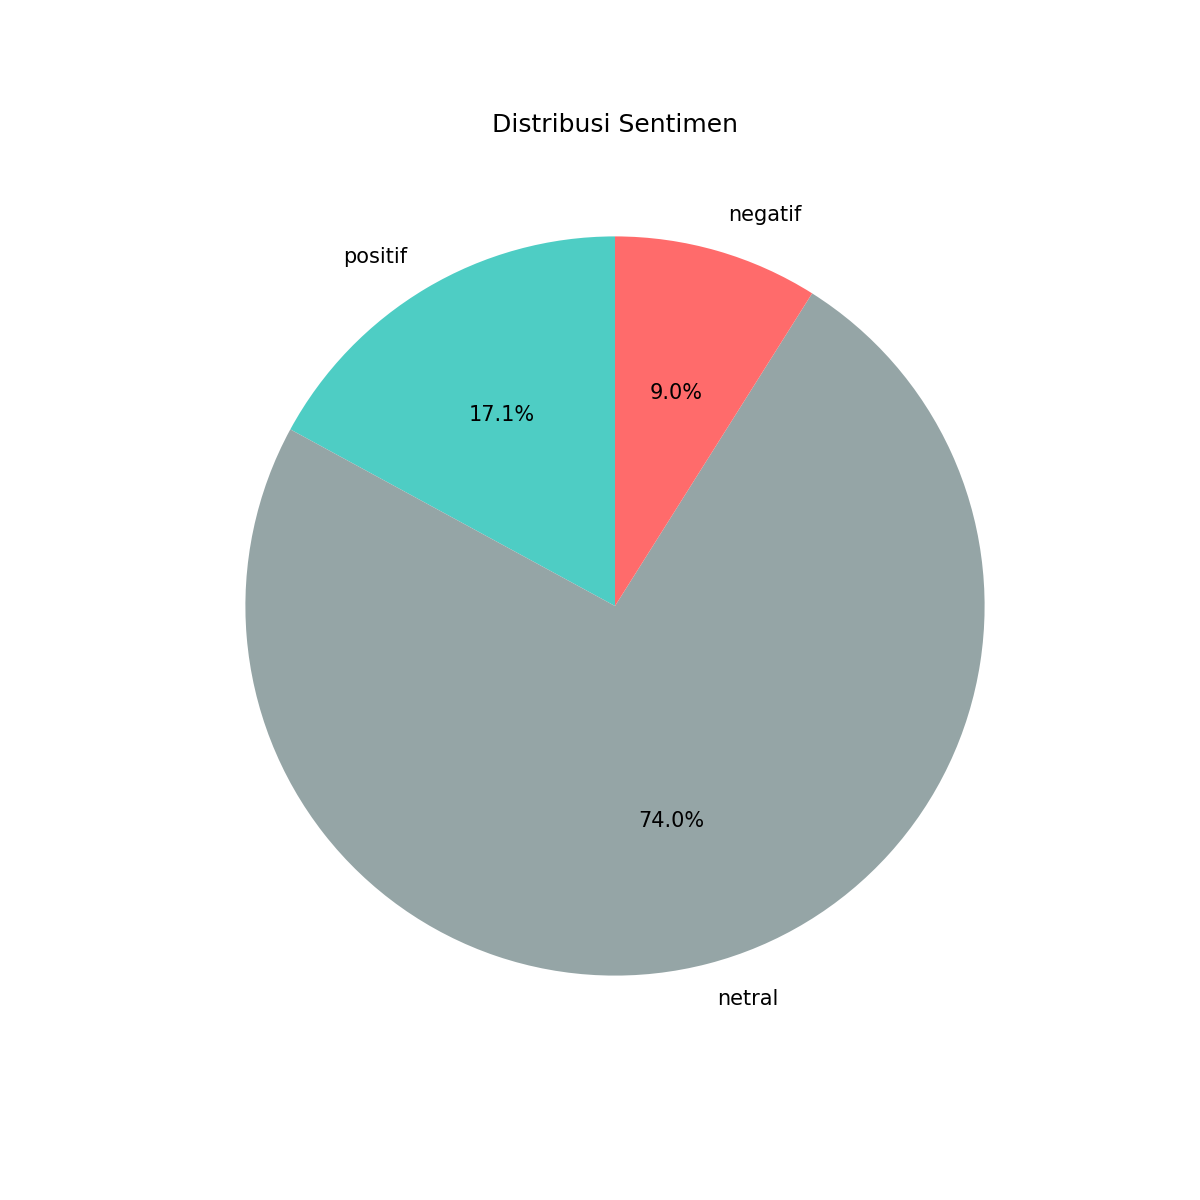 Distribusi Sentimen
negatif
positif
9.0%
17.1%
74.0%
netral